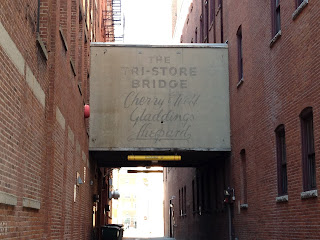 THE
TRI-STORE
BRIDGE
Cherry & Webb
Gladdings
Shepard